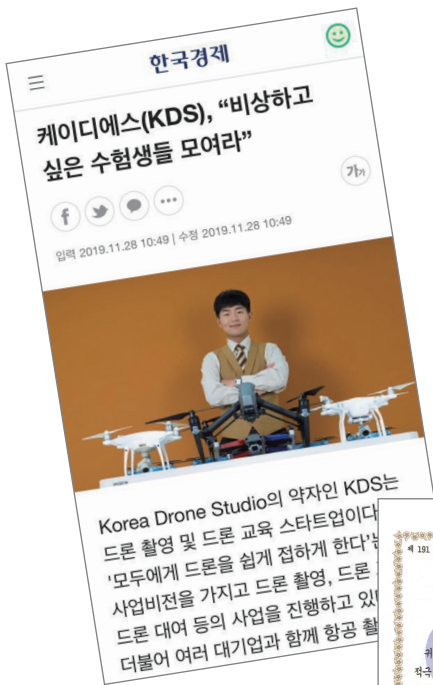 한국경제
케이디에스(KDS), “비상하고
싶은 수험생들 모여라”
가가
입력 2019.11.28 10:49 | 수정 2019.11.28 10:49
Korea Drone Studio의 약자인 KDS는
드론 촬영 및 드론 교육 스타트업이다
'모두에게 드론을 쉽게 접하게 한다'는
사업비전을 가지고 드론 촬영, 드론
드론 대여 등의 사업을 진행하고
더불어 여러 대기업과 함께 항공
제 191